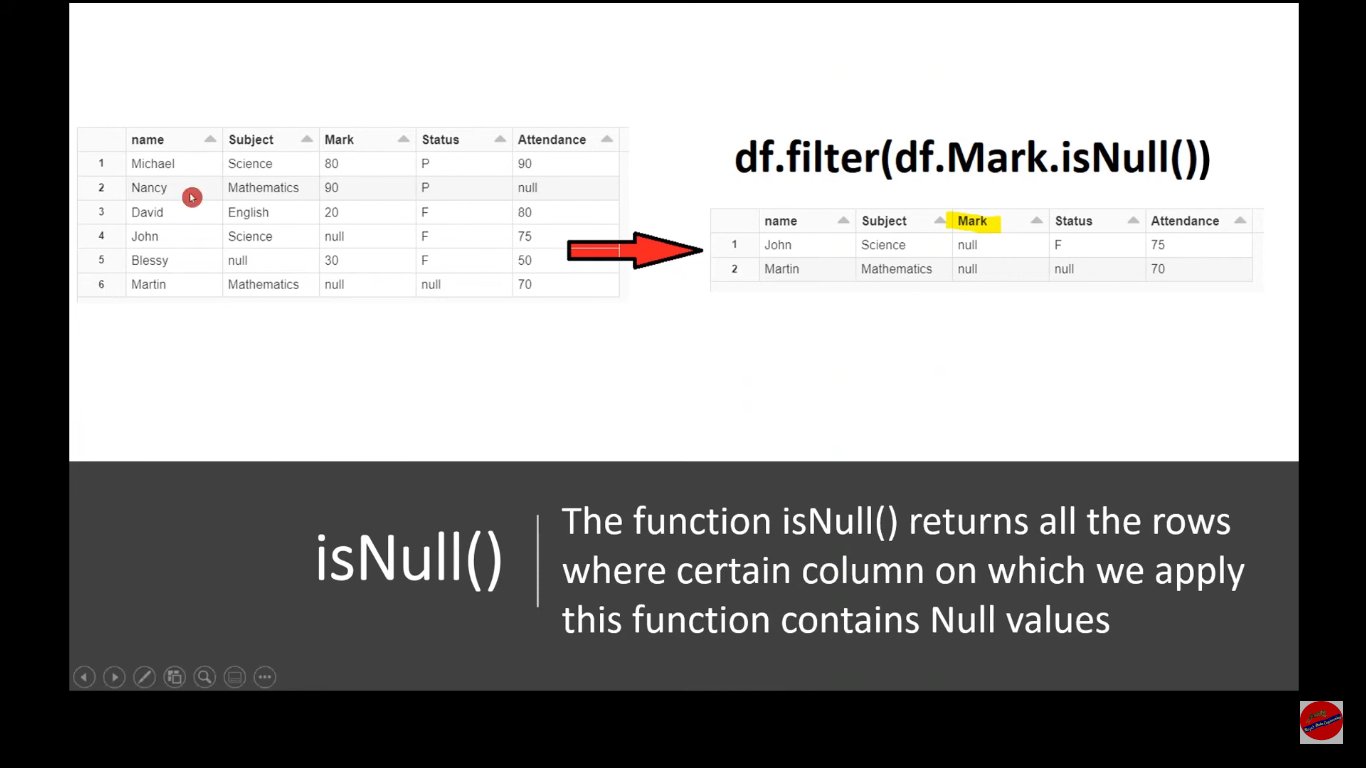 name Subject Mark Status Attendance
1 Michael Science 80 P 90
2 Nancy Mathematics 90 P null
3 David English 20 F 80
4 John Science null F 75
5 Blessy null 30 F 50
6 Martin Mathematics null null 70
df.filter(df.Mark.isNull())
name Subject Mark Status Attendance
1 John Science null F 75
2 Martin Mathematics null null 70
isNull()
The function isNull() returns all the rows
where certain column on which we apply
this function contains Null values